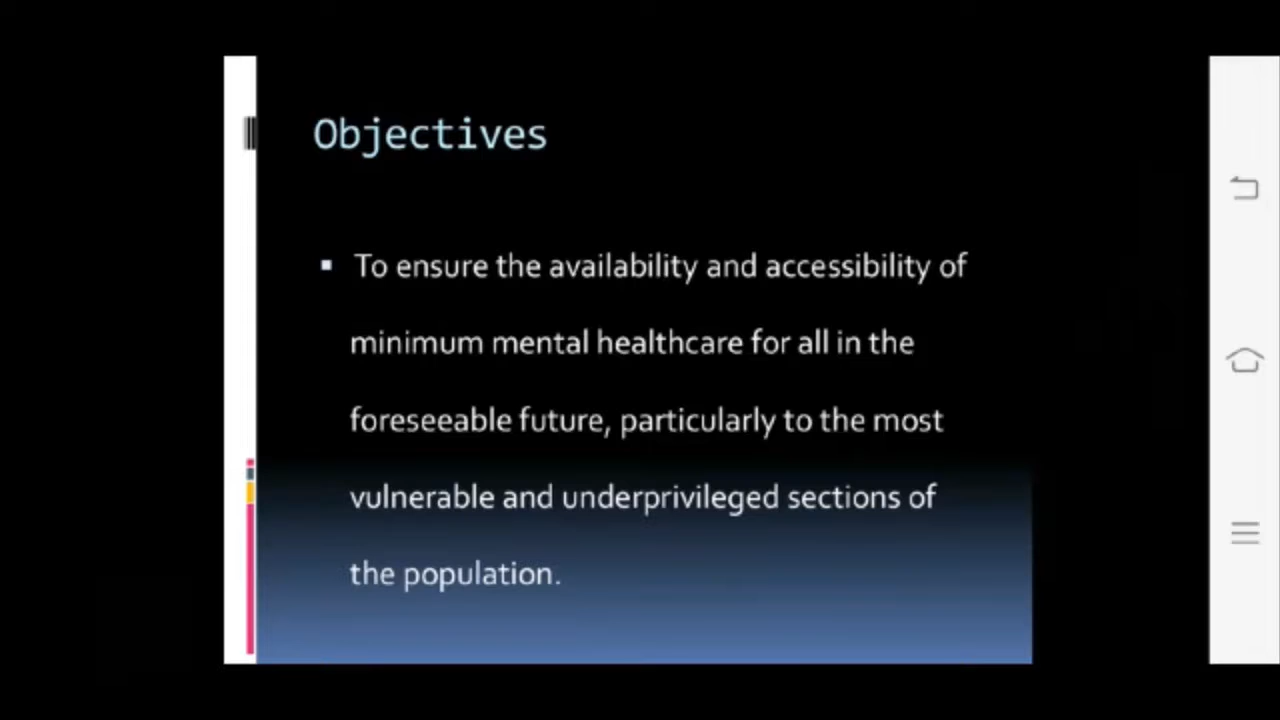 Objectives
▪ To ensure the availability and accessibility of
minimum mental healthcare for all in the
foreseeable future, particularly to the most
vulnerable and underprivileged sections of
the population.